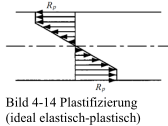 Rₚ
Rₚ
Bild 4-14 Plastifizierung
(ideal elastisch-plastisch)